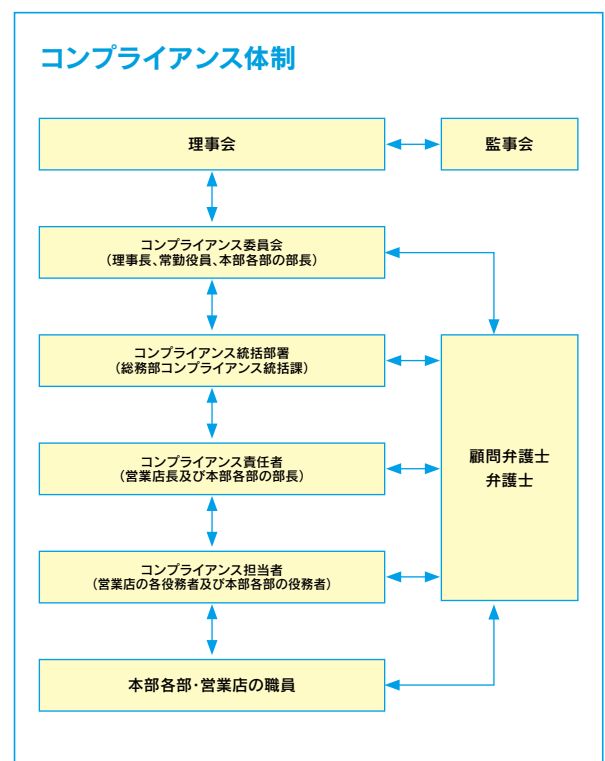 コンプライアンス体制
理事会
監事会
コンプライアンス委員会
（理事長、常勤役員、本部各部の部長）
コンプライアンス統括部署
（総務部コンプライアンス統括課）
コンプライアンス責任者
（営業店長及び本部各部の部長）
顧問弁護士
弁護士
コンプライアンス担当者
（営業店の各役務者及び本部各部の役務者）
本部各部・営業店の職員